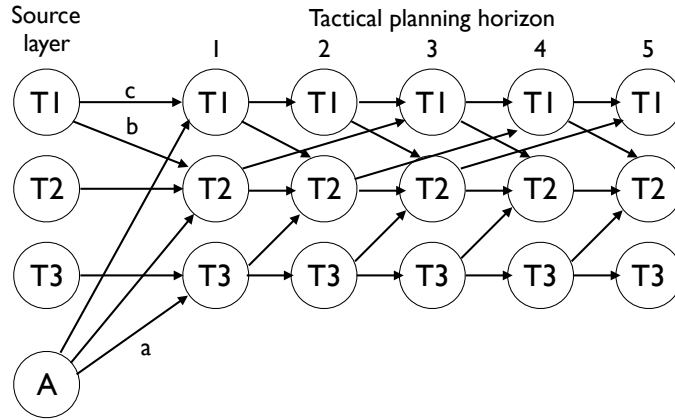 Source
layer
Tactical planning horizon
1 2 3 4 5
T1 c T1 T1 T1 T1 T1
b
T2 T2 T2 T2 T2 T2
T3 T3 T3 T3 T3 T3
a
A